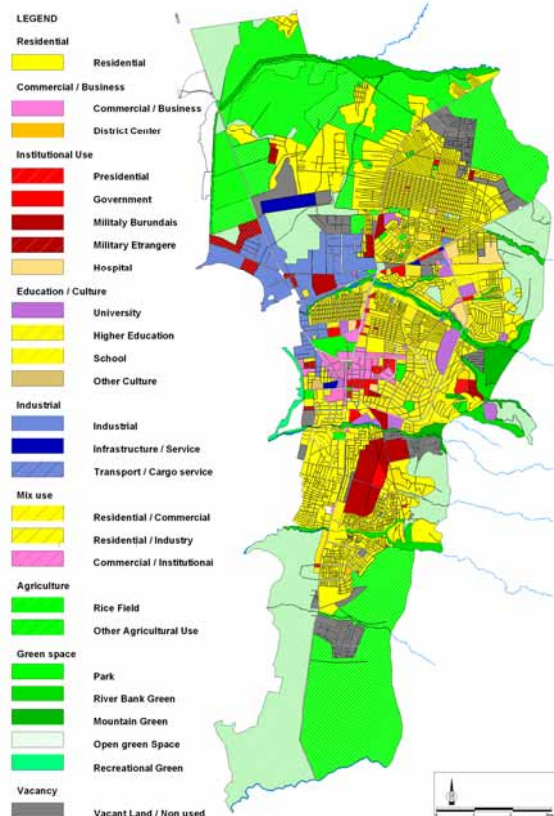 LEGEND
Residential
Residential
Commercial / Business
Commercial / Business
District Center
Institutional Use
Presidential
Government
Militaly Burundais
Military Etrangere
Hospital
Education / Culture
University
Higher Education
School
Other Culture
Industrial
Industrial
Infrastructure / Service
Transport / Cargo service
Mix use
Residential / Commercial
Residential / Industry
Commercial / Institutional
Agriculture
Rice Field
Other Agricultural Use
Green space
Park
River Bank Green
Mountain Green
Open green Space
Recreational Green
Vacancy
Vacant Land / Non used